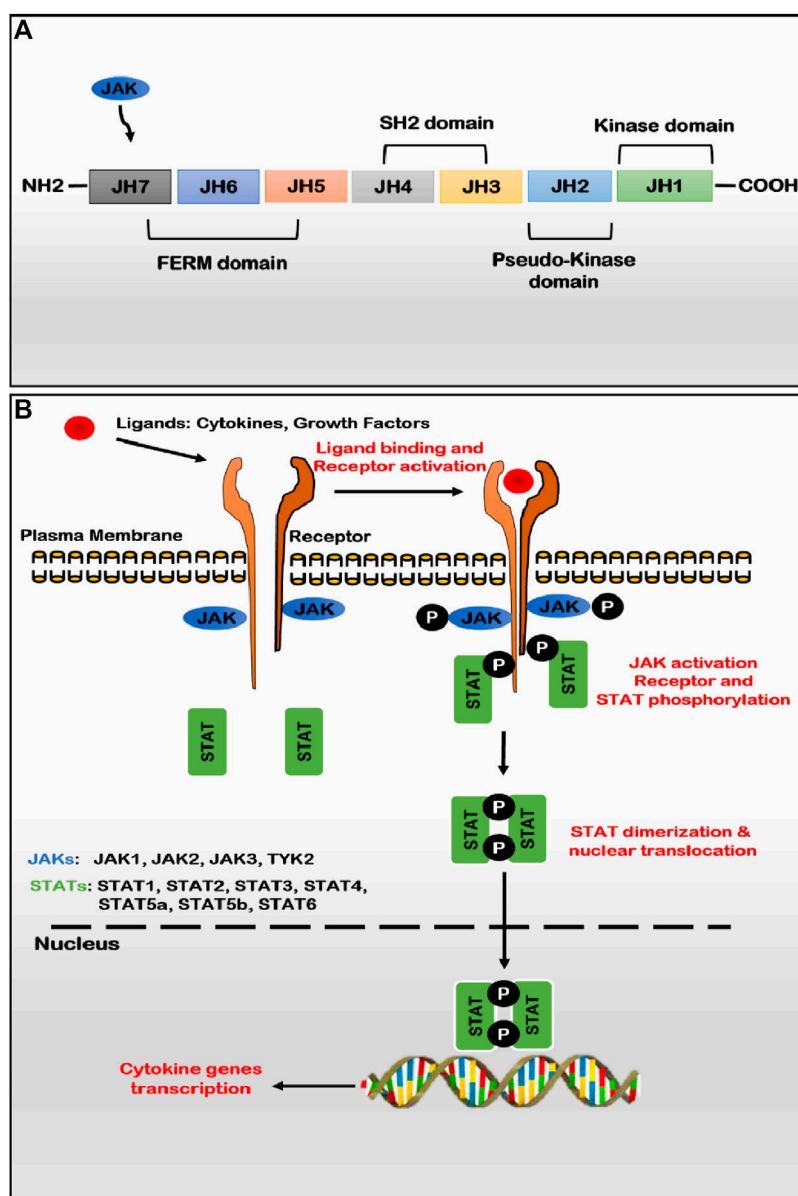 A
JAK
SH2 domain
Kinase domain
NH2
JH7
JH6
JH5
JH4
JH3
JH2
JH1
COOH
FERM domain
Pseudo-Kinase
domain
B
Ligands: Cytokines, Growth Factors
Ligand binding and
Receptor activation
Plasma Membrane
Receptor
JAK
JAK
P
JAK
JAK
P
P
P
STAT
STAT
JAK activation
Receptor and
STAT phosphorylation
STAT
STAT
STAT
P
P
STAT
STAT dimerization &
nuclear translocation
JAKs: JAK1, JAK2, JAK3, TYK2
STATs: STAT1, STAT2, STAT3, STAT4,
STAT5a, STAT5b, STAT6
Nucleus
STAT
P
P
STAT
Cytokine genes
transcription